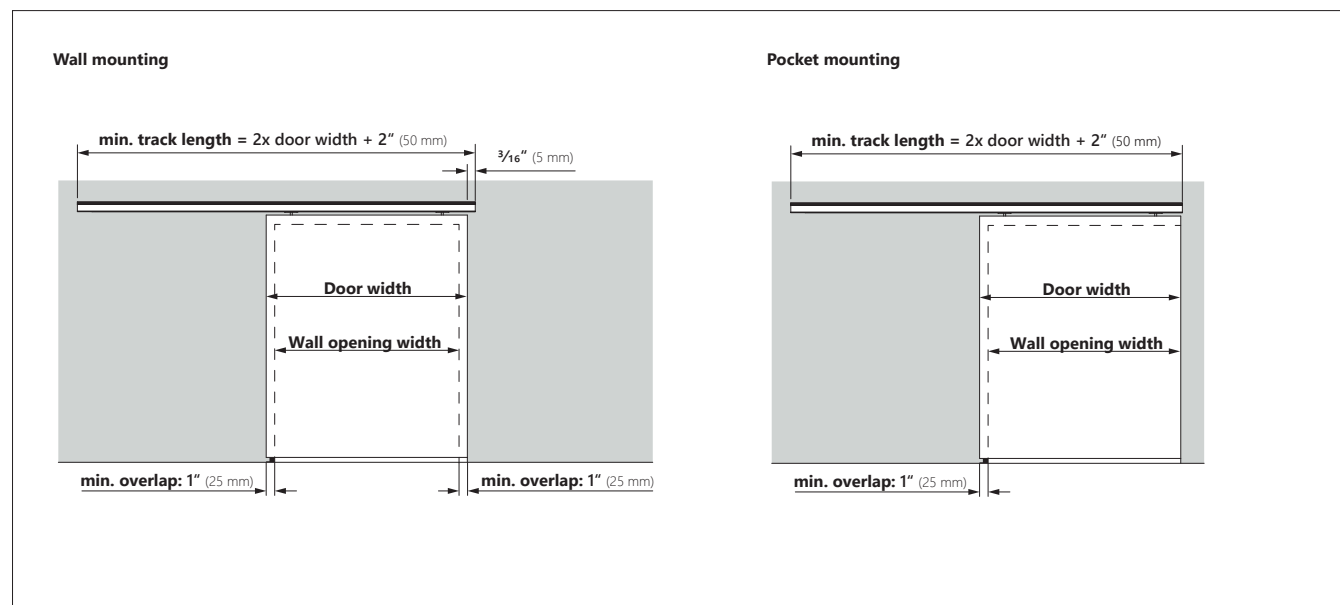 Wall mounting
min. track length = 2x door width + 2“ (50 mm)
³⁄₁₆“ (5 mm)
Door width
Wall opening width
min. overlap: 1“ (25 mm)
min. overlap: 1“ (25 mm)
Pocket mounting
min. track length = 2x door width + 2“ (50 mm)
Door width
Wall opening width
min. overlap: 1“ (25 mm)